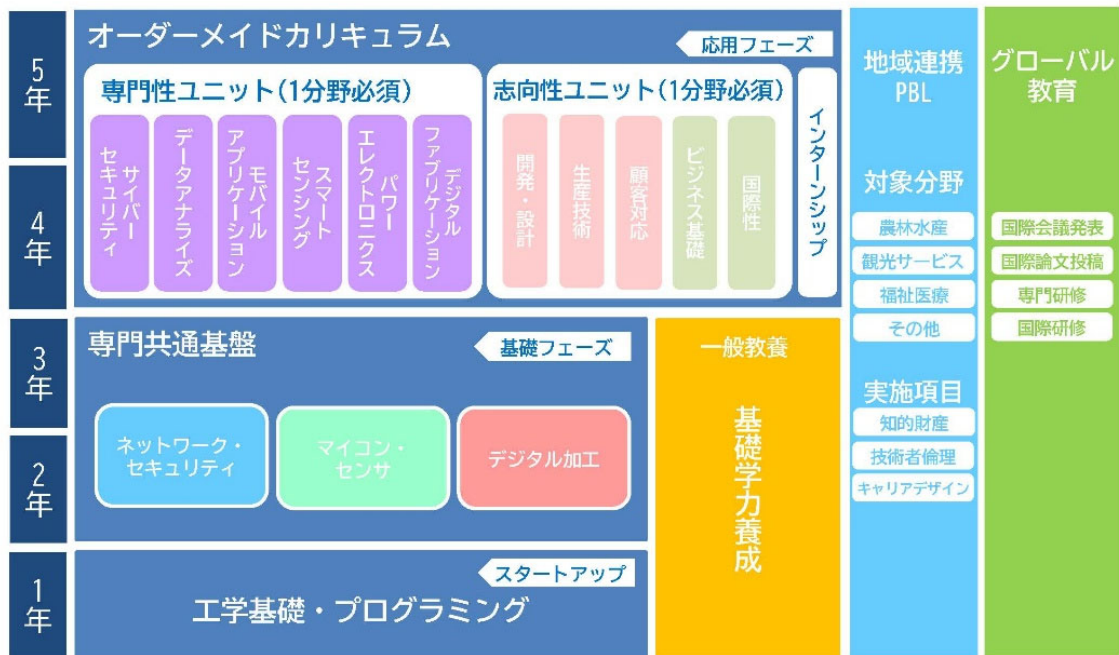 5年
4年
3年
2年
1年
オーダーメイドカリキュラム
応用フェーズ
専門性ユニット(1分野必須)
サイバー
セキュリティ
データアナライズ
モバイル
アプリケーション
スマート
センシング
パワー
エレクトロニクス
デジタル
ファブリケーション
志向性ユニット(1分野必須)
開発・設計
生産技術
顧客対応
ビジネス基礎
国際性
インターンシップ
専門共通基盤
基礎フェーズ
ネットワーク・
セキュリティ
マイコン・
センサ
デジタル加工
スタートアップ
工学基礎・プログラミング
一般教養
基礎学力養成
地域連携
PBL
対象分野
農林水産
観光サービス
福祉医療
その他
実施項目
知的財産
技術者倫理
キャリアデザイン
グローバル
教育
国際会議発表
国際論文投稿
専門研修
国際研修